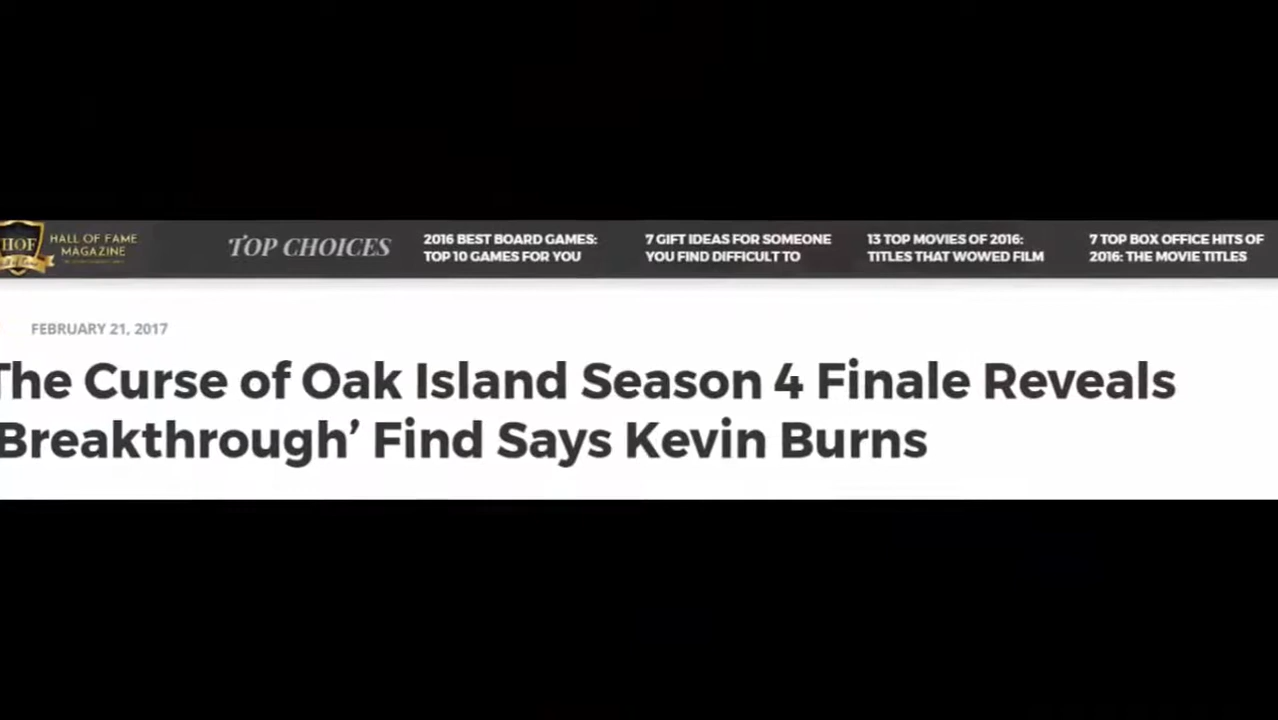 HOF
HALL OF FAME
MAGAZINE
TOP CHOICES
2016 BEST BOARD GAMES:
TOP 10 GAMES FOR YOU
7 GIFT IDEAS FOR SOMEONE
YOU FIND DIFFICULT TO
13 TOP MOVIES OF 2016:
TITLES THAT WOWED FILM
7 TOP BOX OFFICE HITS OF
2016: THE MOVIE TITLES
FEBRUARY 21, 2017
The Curse of Oak Island Season 4 Finale Reveals
Breakthrough’ Find Says Kevin Burns